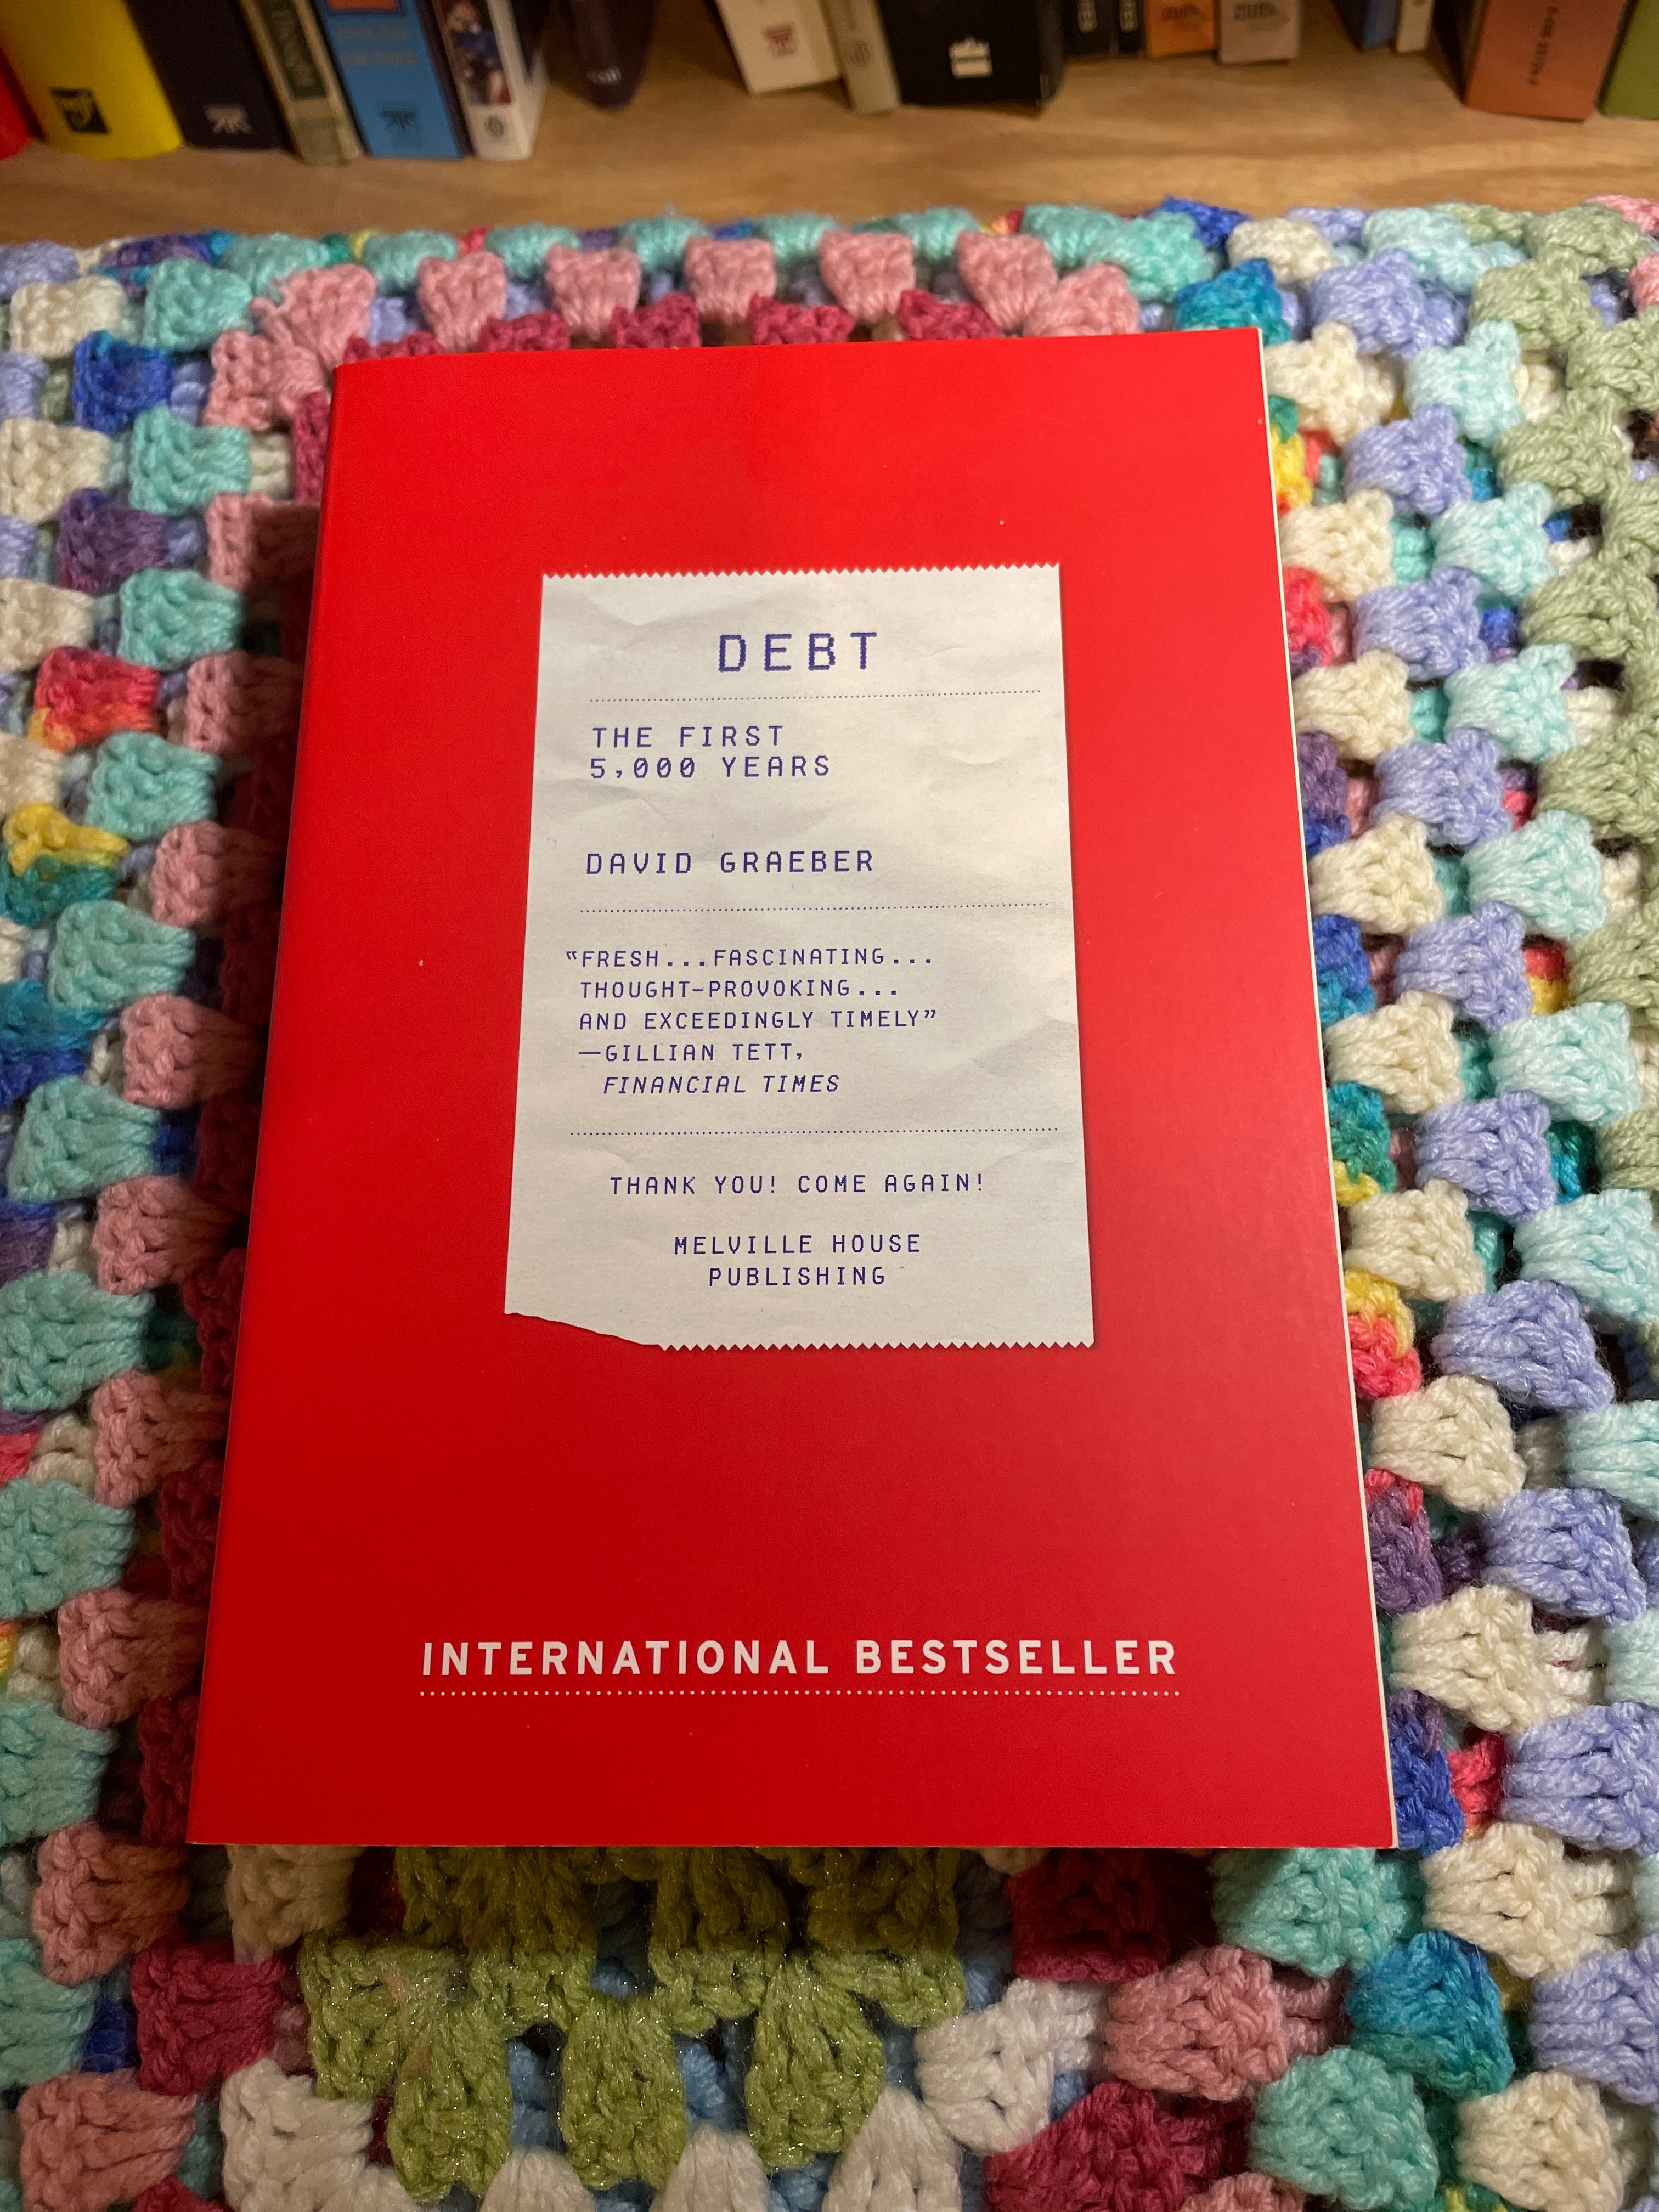 DEBT
THE FIRST
5,000 YEARS
DAVID GRAEBER
“FRESH...FASCINATING...
THOUGHT-PROVOKING...
AND EXCEEDINGLY TIMELY”
—GILLIAN TETT,
FINANCIAL TIMES
THANK YOU! COME AGAIN!
MELVILLE HOUSE
PUBLISHING
INTERNATIONAL BESTSELLER